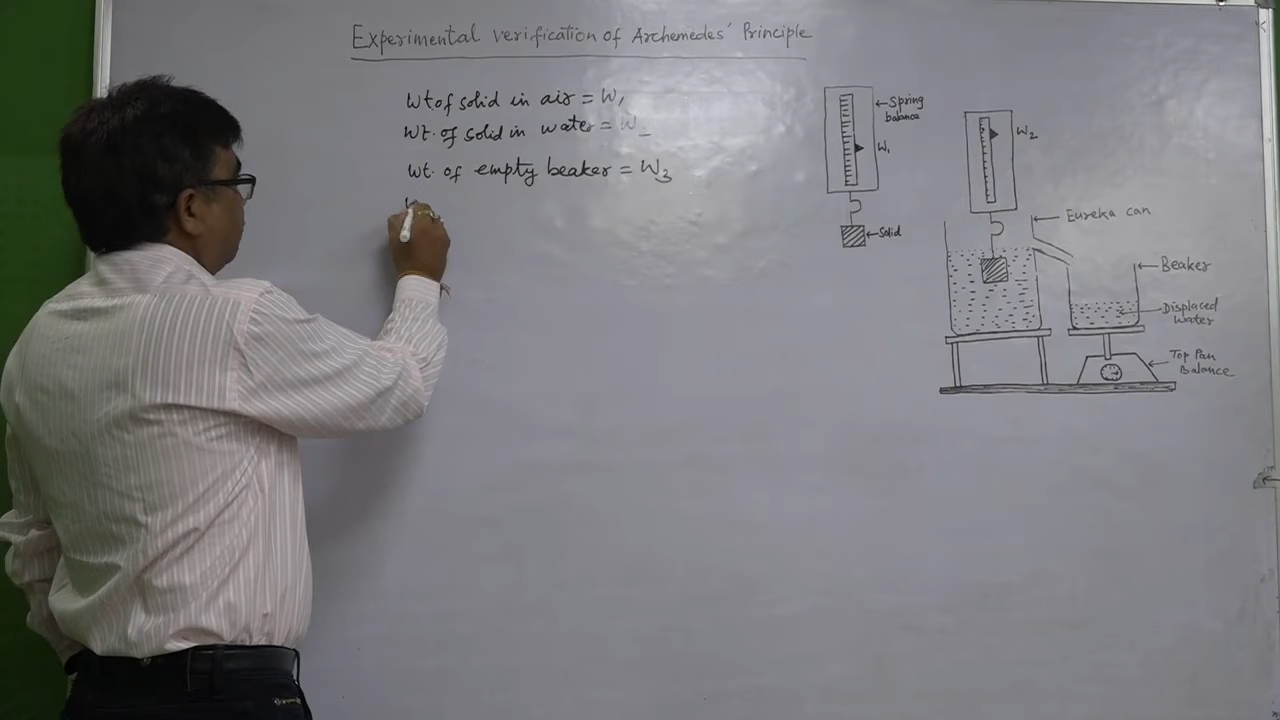 Experimental verification of Archemedes' Principle
Wt. of solid in air = W₁
Wt. of solid in water = W₂
Wt. of empty beaker = W₃
Spring
balance
W₁
Solid
W₂
Eureka can
Beaker
Displaced
Water
Top Pan
Balance